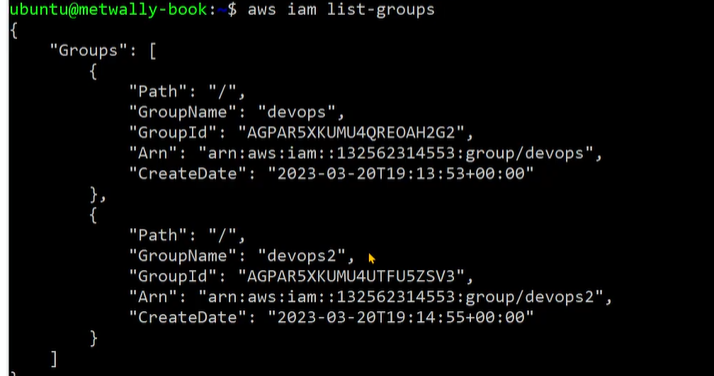 ubuntu@metwally-book:~$ aws iam list-groups
{
    "Groups": [
        {
            "Path": "/",
            "GroupName": "devops",
            "GroupId": "AGPAR5XKUMU4QREOAH2G2",
            "Arn": "arn:aws:iam::132562314553:group/devops",
            "CreateDate": "2023-03-20T19:13:53+00:00"
        },
        {
            "Path": "/",
            "GroupName": "devops2",
            "GroupId": "AGPAR5XKUMU4UTFU5ZSV3",
            "Arn": "arn:aws:iam::132562314553:group/devops2",
            "CreateDate": "2023-03-20T19:14:55+00:00"
        }
    ]
}